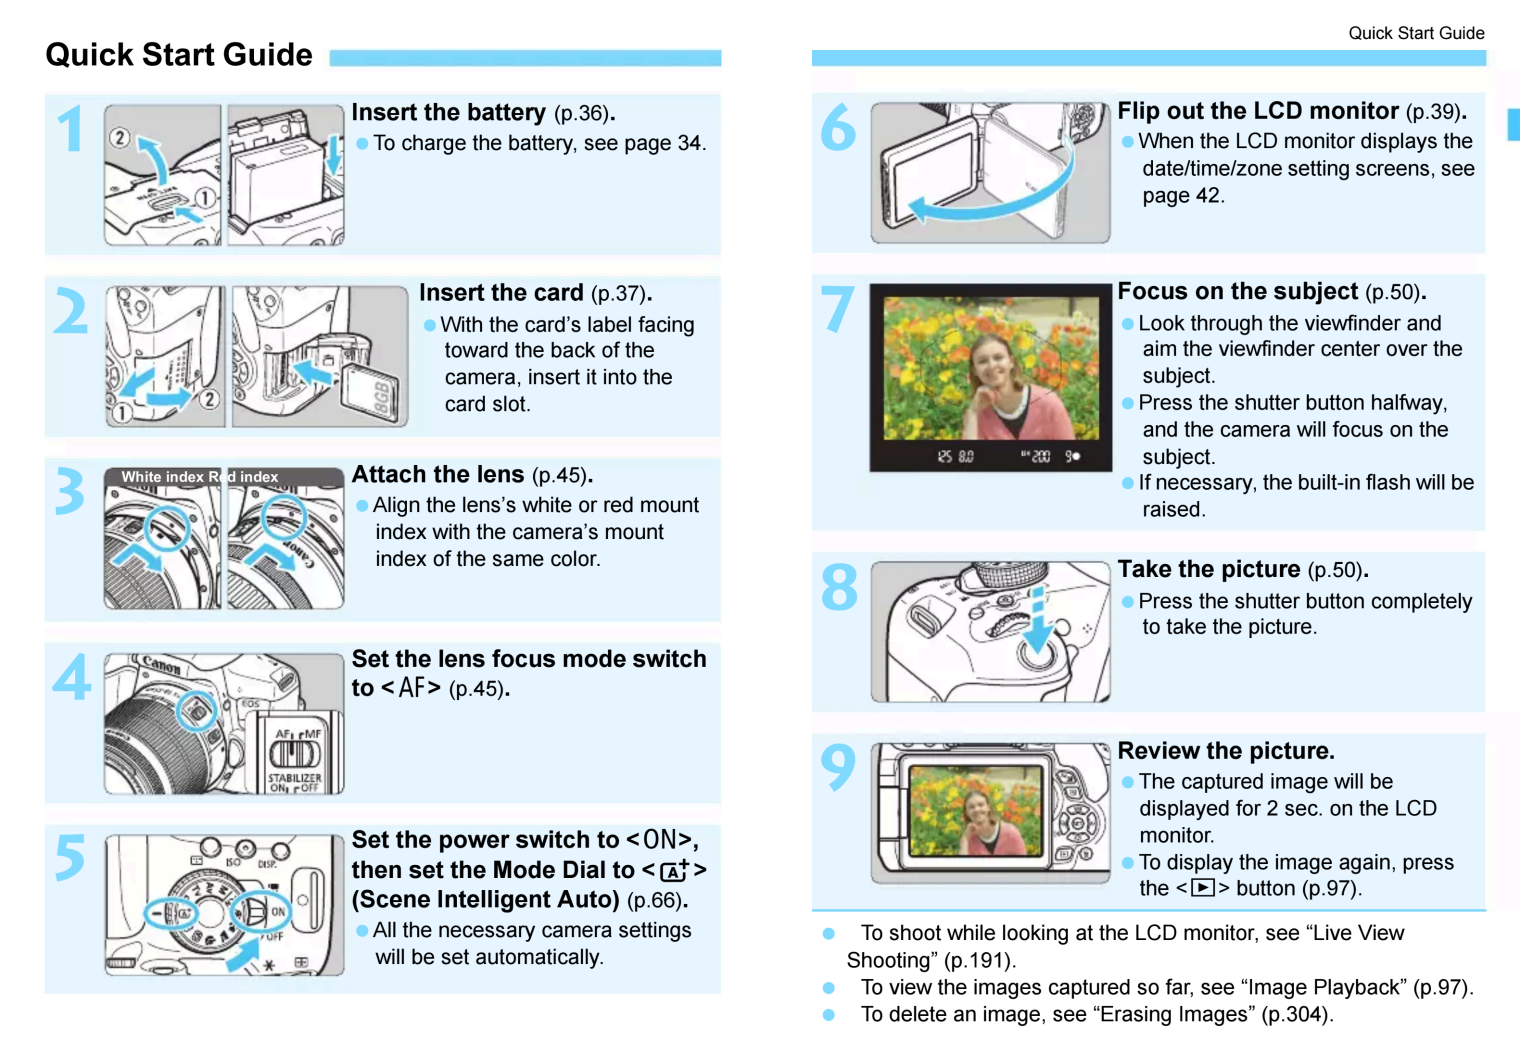 Quick Start Guide
1
Insert the battery (p.36).
To charge the battery, see page 34.
2
Insert the card (p.37).
With the card's label facing
toward the back of the
camera, insert it into the
card slot.
8GB
3
White index Red index
Attach the lens (p.45).
Align the lens's white or red mount
index with the camera's mount
index of the same color.
Canon
4
Set the lens focus mode switch
to <AF> (p.45).
Canon
EOS
AF MF
STABILIZER
ON OFF
5
Set the power switch to <ON>,
then set the Mode Dial to <A+>
(Scene Intelligent Auto) (p.66).
All the necessary camera settings
will be set automatically.
ISO DISP.
ON
OFF
Quick Start Guide
6
Flip out the LCD monitor (p.39).
When the LCD monitor displays the
date/time/zone setting screens, see
page 42.
7
Focus on the subject (p.50).
Look through the viewfinder and
aim the viewfinder center over the
subject.
Press the shutter button halfway,
and the camera will focus on the
subject.
If necessary, the built-in flash will be
raised.
125 8.0 200 9
8
Take the picture (p.50).
Press the shutter button completely
to take the picture.
9
Review the picture.
The captured image will be
displayed for 2 sec. on the LCD
monitor.
To display the image again, press
the <▶> button (p.97).
To shoot while looking at the LCD monitor, see “Live View
Shooting” (p.191).
To view the images captured so far, see “Image Playback” (p.97).
To delete an image, see “Erasing Images” (p.304).